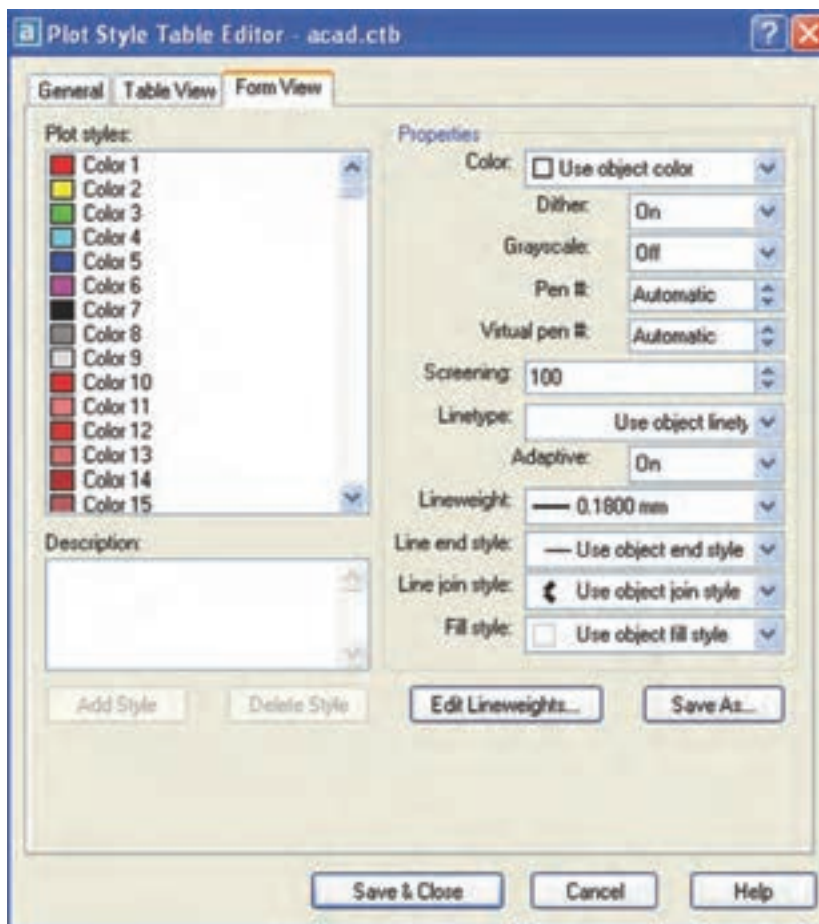 Plot Style Table Editor - acad.ctb
General
Table View
Form View
Plot styles:
Color 1
Color 2
Color 3
Color 4
Color 5
Color 6
Color 7
Color 8
Color 9
Color 10
Color 11
Color 12
Color 13
Color 14
Color 15
Description:
Add Style
Delete Style
Properties
Color: Use object color
Dither: On
Grayscale: Off
Pen #: Automatic
Virtual pen #: Automatic
Screening: 100
Linetype: Use object linety
Adaptive: On
Lineweight: 0.1800 mm
Line end style: Use object end style
Line join style: Use object join style
Fill style: Use object fill style
Edit Lineweights...
Save As...
Save & Close
Cancel
Help